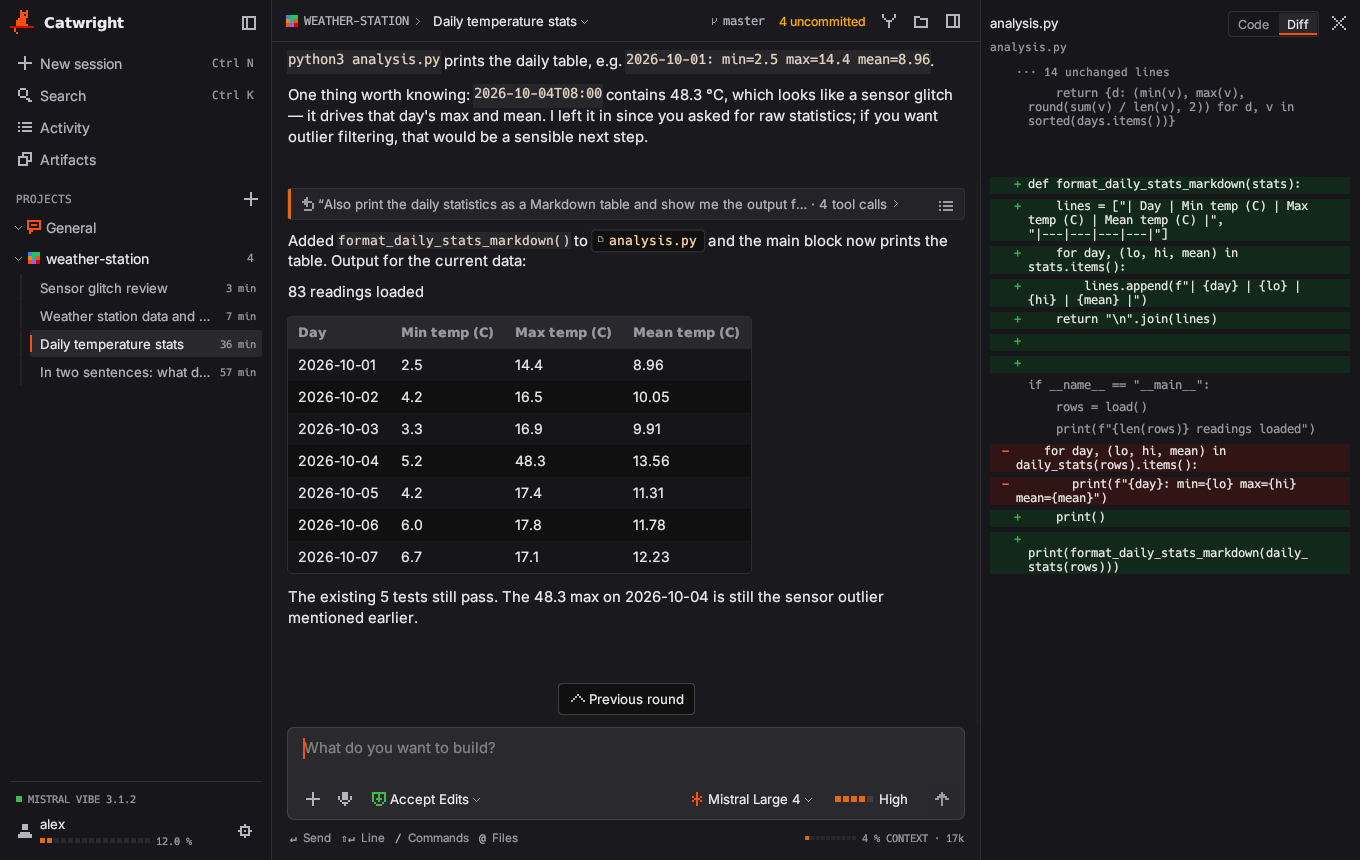 Catwright
New session Ctrl N
Search Ctrl K
Activity
Artifacts
PROJECTS
General
weather-station 4
Sensor glitch review 3 min
Weather station data and ... 7 min
Daily temperature stats 36 min
In two sentences: what d... 57 min
MISTRAL VIBE 3.1.2
alex
12.0 %
WEATHER-STATION
Daily temperature stats
master
4 uncommitted
python3 analysis.py prints the daily table, e.g. 2026-10-01: min=2.5 max=14.4 mean=8.96.
One thing worth knowing: 2026-10-04T08:00 contains 48.3 °C, which looks like a sensor glitch
— it drives that day's max and mean. I left it in since you asked for raw statistics; if you want
outlier filtering, that would be a sensible next step.
“Also print the daily statistics as a Markdown table and show me the output f... · 4 tool calls
Added format_daily_stats_markdown() to analysis.py and the main block now prints the
table. Output for the current data:
83 readings loaded
Day Min temp (C) Max temp (C) Mean temp (C)
2026-10-01 2.5 14.4 8.96
2026-10-02 4.2 16.5 10.05
2026-10-03 3.3 16.9 9.91
2026-10-04 5.2 48.3 13.56
2026-10-05 4.2 17.4 11.31
2026-10-06 6.0 17.8 11.78
2026-10-07 6.7 17.1 12.23
The existing 5 tests still pass. The 48.3 max on 2026-10-04 is still the sensor outlier
mentioned earlier.
Previous round
What do you want to build?
Accept Edits
Mistral Large 4
High
Send Line / Commands @ Files
4 % CONTEXT · 17k
analysis.py
Code Diff
analysis.py
··· 14 unchanged lines
return {d: (min(v), max(v),
round(sum(v) / len(v), 2)) for d, v in
sorted(days.items())}
+ def format_daily_stats_markdown(stats):
+ lines = ["| Day | Min temp (C) | Max
temp (C) | Mean temp (C) |",
"|---|---|---|---|"]
+ for day, (lo, hi, mean) in
stats.items():
+ lines.append(f"| {day} | {lo} |
{hi} | {mean} |")
+ return "\n".join(lines)
+
+
if __name__ == "__main__":
rows = load()
print(f"{len(rows)} readings loaded")
− for day, (lo, hi, mean) in
daily_stats(rows).items():
− print(f"{day}: min={lo} max={hi}
mean={mean}")
+ print()
+
print(format_daily_stats_markdown(daily_
stats(rows)))